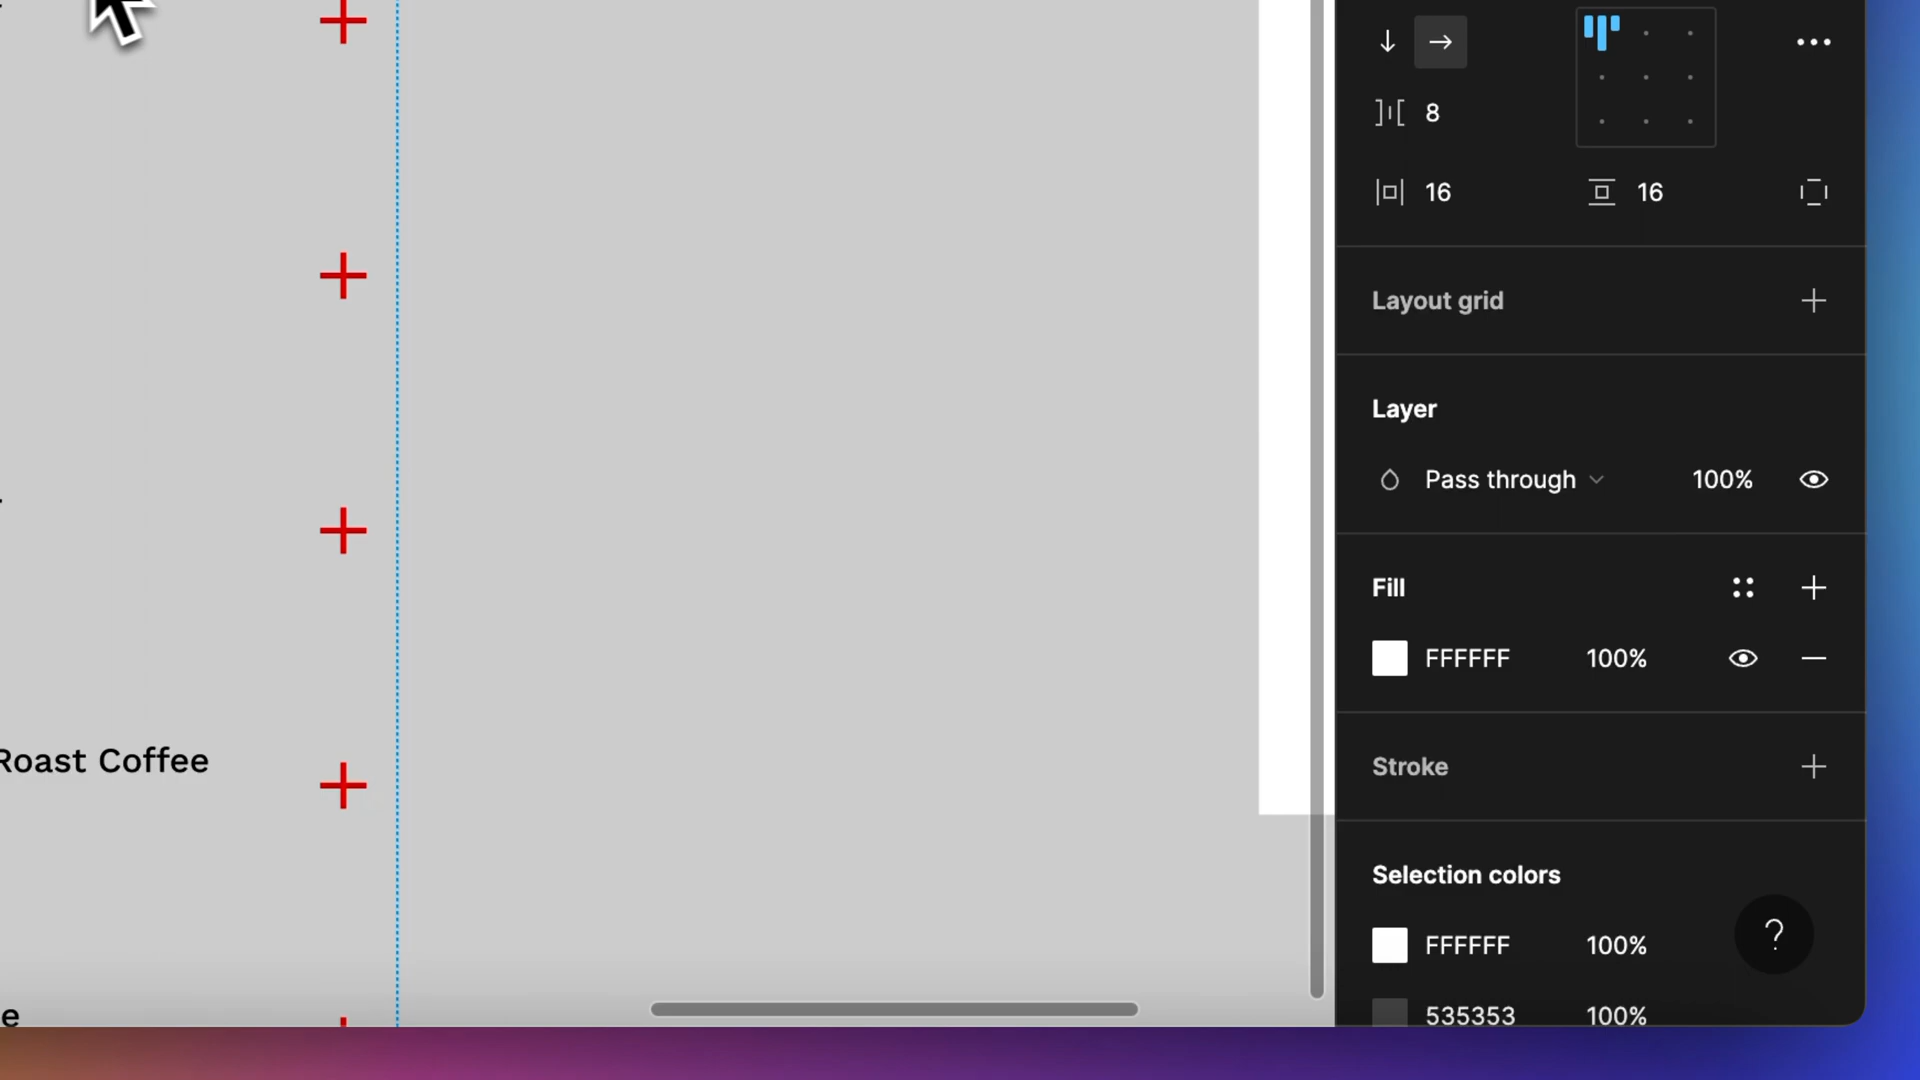 8
16 16
Layout grid
Layer
Pass through 100%
Fill
FFFFFF 100%
Stroke
Selection colors
FFFFFF 100%
535353 100%
?
Roast Coffee
e